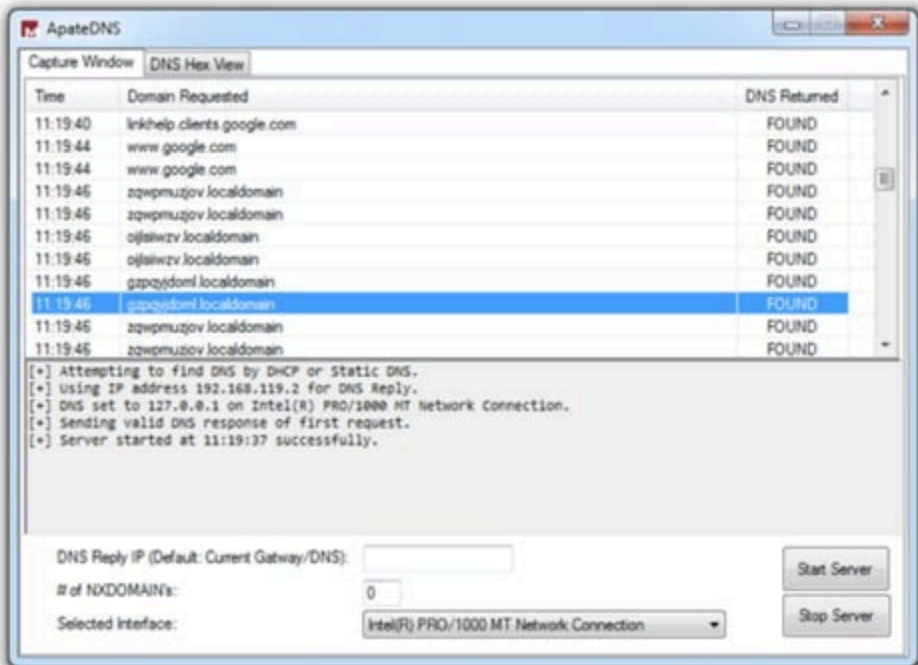 ApateDNS
Capture Window DNS Hex View
Time Domain Requested DNS Returned
11:19:40 linkhelp.clients.google.com FOUND
11:19:44 www.google.com FOUND
11:19:44 www.google.com FOUND
11:19:46 zqwpmuzjov.localdomain FOUND
11:19:46 zqwpmuzjov.localdomain FOUND
11:19:46 FOUND
11:19:46 FOUND
11:19:46 gzpqyjdoml.localdomain FOUND
11:19:46 gzpqyjdoml.localdomain FOUND
11:19:46 zqwpmuzjov.localdomain FOUND
11:19:46 zqwpmuzjov.localdomain FOUND
[+] Attempting to find DNS by DHCP or Static DNS.
[+] Using IP address 192.168.119.2 for DNS Reply.
[+] DNS set to 127.0.0.1 on Intel(R) PRO/1000 MT Network Connection.
[+] Sending valid DNS response of first request.
[+] Server started at 11:19:37 successfully.
DNS Reply IP (Default: Current Gatway/DNS):
# of NXDOMAIN's: 0
Selected Interface: Intel(R) PRO/1000 MT Network Connection
Start Server
Stop Server